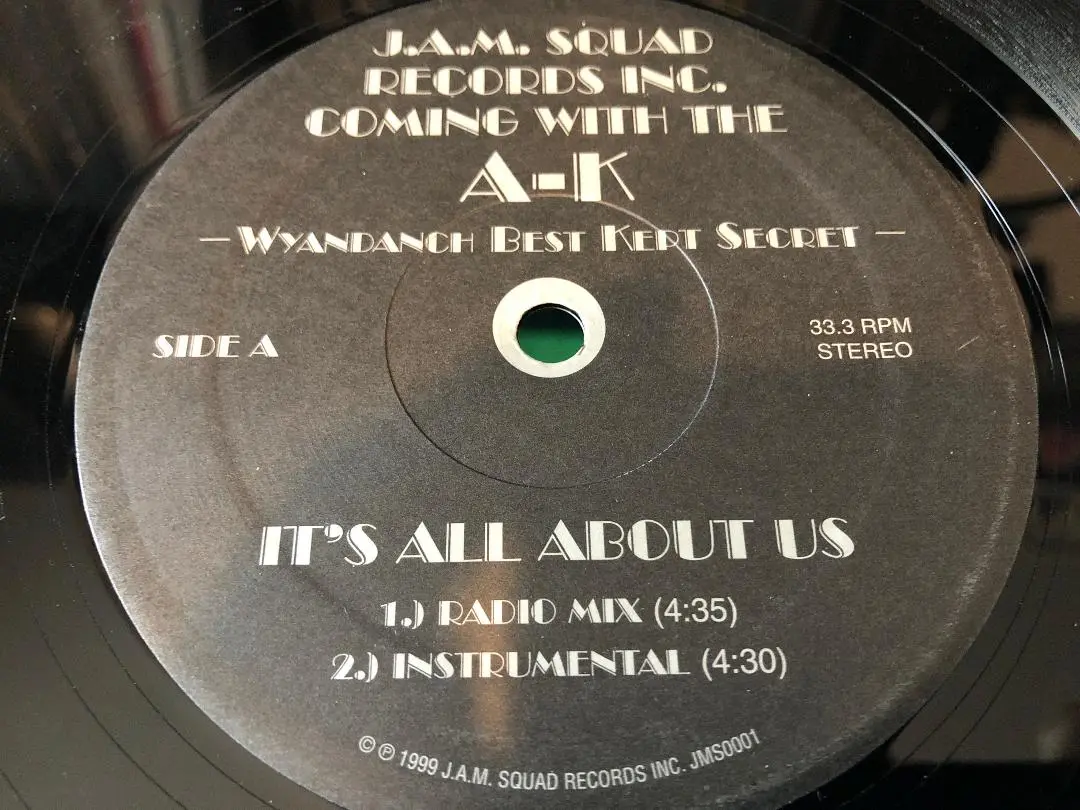 J.A.M. SQUAD
RECORDS INC.
COMING WITH THE
A-K
— WYANDANCH BEST KEPT SECRET —
SIDE A
33.3 RPM
STEREO
IT'S ALL ABOUT US
1.) RADIO MIX (4:35)
2.) INSTRUMENTAL (4:30)
© ℗ 1999 J.A.M. SQUAD RECORDS INC. JMS0001